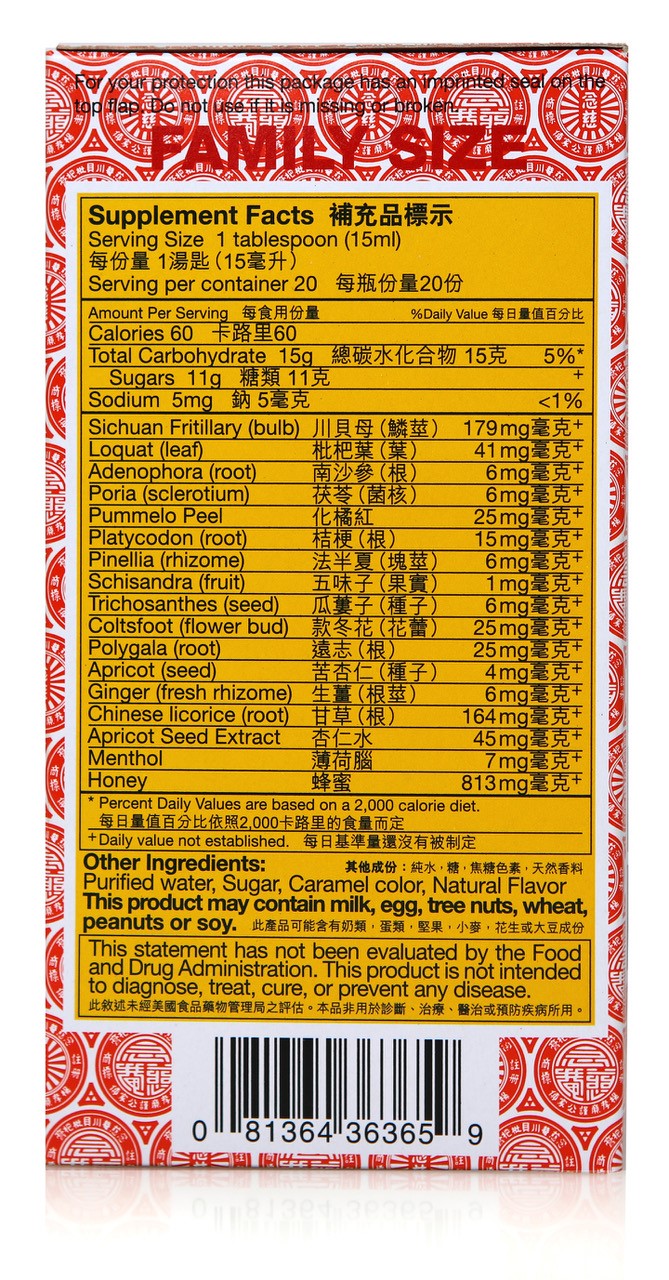 For your protection this package has an imprinted seal on the
top flap. Do not use if it is missing or broken.
FAMILY SIZE
Supplement Facts 補充品標示
Serving Size 1 tablespoon (15ml)
每份量 1湯匙 (15毫升)
Serving per container 20 每瓶份量20份
Amount Per Serving 每食用份量 %Daily Value 每日量值百分比
Calories 60 卡路里60
Total Carbohydrate 15g 總碳水化合物 15克 5%*
Sugars 11g 糖類 11克 +
Sodium 5mg 鈉 5毫克 <1%
Sichuan Fritillary (bulb) 川貝母(鱗莖) 179mg毫克+
Loquat (leaf) 枇杷葉(葉) 41mg毫克+
Adenophora (root) 南沙參(根) 6mg毫克+
Poria (sclerotium) 茯苓(菌核) 6mg毫克+
Pummelo Peel 化橘紅 25mg毫克+
Platycodon (root) 桔梗(根) 15mg毫克+
Pinellia (rhizome) 法半夏(塊莖) 6mg毫克+
Schisandra (fruit) 五味子(果實) 1mg毫克+
Trichosanthes (seed) 瓜蔞子(種子) 6mg毫克+
Coltsfoot (flower bud) 款冬花(花蕾) 25mg毫克+
Polygala (root) 遠志(根) 25mg毫克+
Apricot (seed) 苦杏仁(種子) 4mg毫克+
Ginger (fresh rhizome) 生薑(根莖) 6mg毫克+
Chinese licorice (root) 甘草(根) 164mg毫克+
Apricot Seed Extract 杏仁水 45mg毫克+
Menthol 薄荷腦 7mg毫克+
Honey 蜂蜜 813mg毫克+
* Percent Daily Values are based on a 2,000 calorie diet.
每日量值百分比依照2,000卡路里的食量而定
+Daily value not established. 每日基準量還沒有被制定
Other Ingredients: 其他成份：純水，糖，焦糖色素，天然香料
Purified water, Sugar, Caramel color, Natural Flavor
This product may contain milk, egg, tree nuts, wheat,
peanuts or soy. 此產品可能含有奶類，蛋類，堅果，小麥，花生或大豆成份
This statement has not been evaluated by the Food
and Drug Administration. This product is not intended
to diagnose, treat, cure, or prevent any disease.
此敘述未經美國食品藥物管理局之評估。本品非用於診斷、治療、醫治或預防疾病所用。
0 81364 36365 9